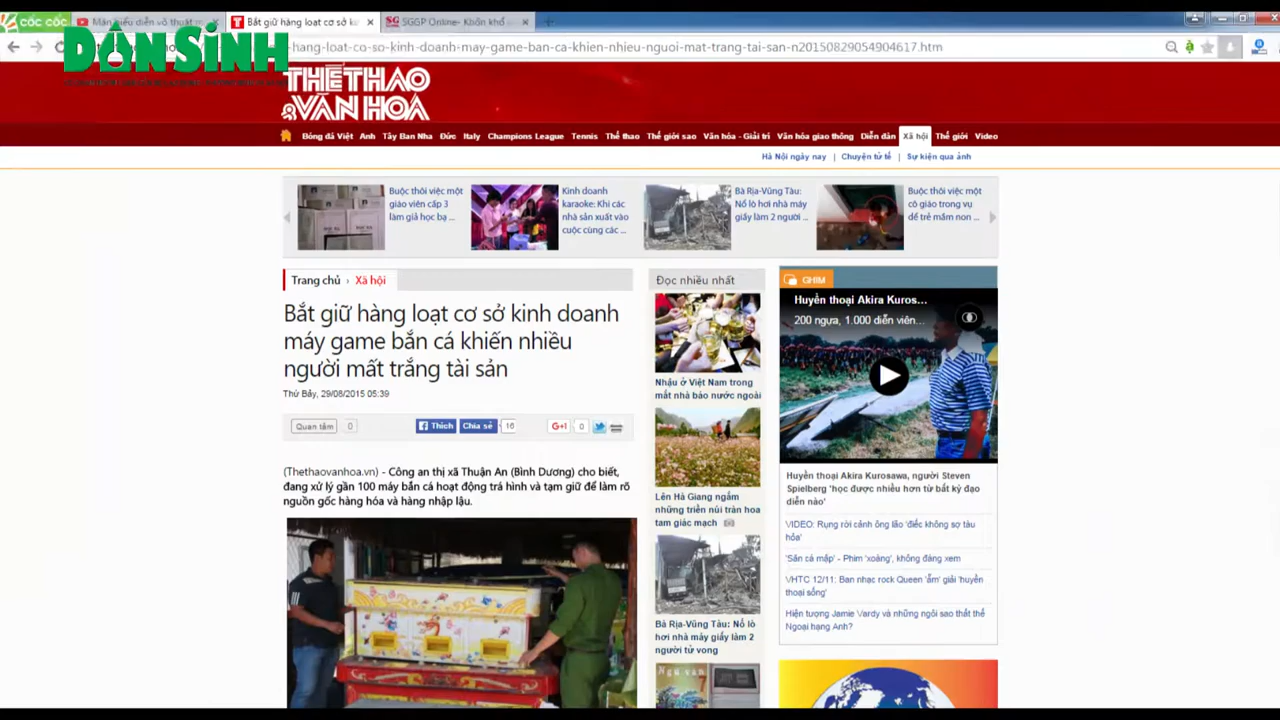 cốc cốc
Màn biểu diễn võ thuật
Bắt giữ hàng loạt cơ sở k
SGGP Online- Khốn khổ
DÂN SINH
-hang-loat-co-so-kinh-doanh-may-game-ban-ca-khien-nhieu-nguoi-mat-trang-tai-san-n20150829054904617.htm
THỂ THAO
& VĂN HÓA
Bóng đá Việt Anh Tây Ban Nha Đức Italy Champions League Tennis Thể thao Thế giới sao Văn hóa - Giải trí Văn hóa giao thông Diễn đàn Xã hội Thế giới Video
Hà Nội ngày nay | Chuyện tử tế | Sự kiện qua ảnh
Buộc thôi việc một
giáo viên cấp 3
làm giả học bạ ...
Kinh doanh
karaoke: Khi các
nhà sản xuất vào
cuộc cùng các ...
Bà Rịa-Vũng Tàu:
Nổ lò hơi nhà máy
giấy làm 2 người ...
Buộc thôi việc một
cô giáo trong vụ
để trẻ mầm non ...
Trang chủ › Xã hội
Bắt giữ hàng loạt cơ sở kinh doanh
máy game bắn cá khiến nhiều
người mất trắng tài sản
Thứ Bảy, 29/08/2015 05:39
Quan tâm 0
Thích Chia sẻ 16
G+1 0
(Thethaovanhoa.vn) - Công an thị xã Thuận An (Bình Dương) cho biết,
đang xử lý gần 100 máy bắn cá hoạt động trá hình và tạm giữ để làm rõ
nguồn gốc hàng hóa và hàng nhập lậu.
Đọc nhiều nhất
Nhậu ở Việt Nam trong
mắt nhà báo nước ngoài
Lên Hà Giang ngắm
những triền núi tràn hoa
tam giác mạch
Bà Rịa-Vũng Tàu: Nổ lò
hơi nhà máy giấy làm 2
người tử vong
Ngữ văn
GHIM
Huyền thoại Akira Kuros...
200 ngựa, 1.000 diễn viên...
Huyền thoại Akira Kurosawa, người Steven
Spielberg 'học được nhiều hơn từ bất kỳ đạo
diễn nào'
VIDEO: Rụng rời cảnh ông lão 'điếc không sợ tàu
hỏa'
'Săn cá mập' - Phim 'xoàng', không đáng xem
VHTC 12/11: Ban nhạc rock Queen 'ẵm' giải 'huyền
thoại sống'
Hiện tượng Jamie Vardy và những ngôi sao thất thế
Ngoại hạng Anh?